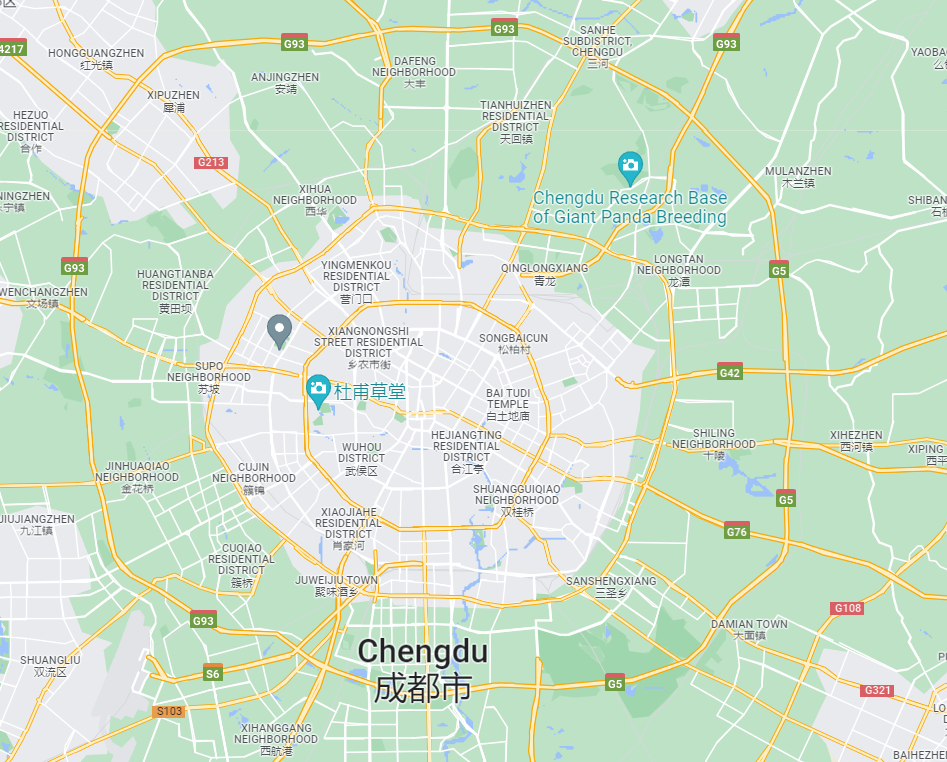 G93
G93
G93
4217
HONGGUANGZHEN
红光镇
SANHE
SUBDISTRICT,
CHENGDU
三河
DAFENG
NEIGHBORHOOD
大丰
ANJINGZHEN
安靖
XIPUZHEN
犀浦
TIANHUIZHEN
RESIDENTIAL
DISTRICT
天回镇
HEZUO
RESIDENTIAL
DISTRICT
合作
G213
MULANZHEN
木兰镇
XIHUA
NEIGHBORHOOD
西华
Chengdu Research Base
of Giant Panda Breeding
SHIBAN
G93
YINGMENKOU
RESIDENTIAL
DISTRICT
营门口
QINGLONGXIANG
青龙
LONGTAN
NEIGHBORHOOD
龙潭
G5
HUANGTIANBA
RESIDENTIAL
DISTRICT
黄田坝
WENCHANGZHEN
文场镇
XIANGNONGSHI
STREET RESIDENTIAL
DISTRICT
乡农市街
SONGBAICUN
松柏村
SUPO
NEIGHBORHOOD
苏坡
G42
杜甫草堂
BAI TUDI
TEMPLE
白土地庙
WUHOU
DISTRICT
武侯区
HEJIANGTING
RESIDENTIAL
DISTRICT
合江亭
SHILING
NEIGHBORHOOD
十陵
XIHEZHEN
西河镇
XIPING
西平
JINHUAQIAO
NEIGHBORHOOD
金花桥
CUJIN
NEIGHBORHOOD
簇锦
SHUANGGUIQIAO
NEIGHBORHOOD
双桂桥
G5
JIUJIANGZHEN
九江镇
XIAOJIAHE
RESIDENTIAL
DISTRICT
肖家河
G76
CUQIAO
RESIDENTIAL
DISTRICT
簇桥
JUWEIJIU TOWN
聚味酒乡
SANSHENGXIANG
三圣乡
G108
G93
DAMIAN TOWN
大面镇
Chengdu
成都市
SHUANGLIU
双流区
S6
G5
G321
S103
XIHANGGANG
NEIGHBORHOOD
西航港
BAIHEZHEN